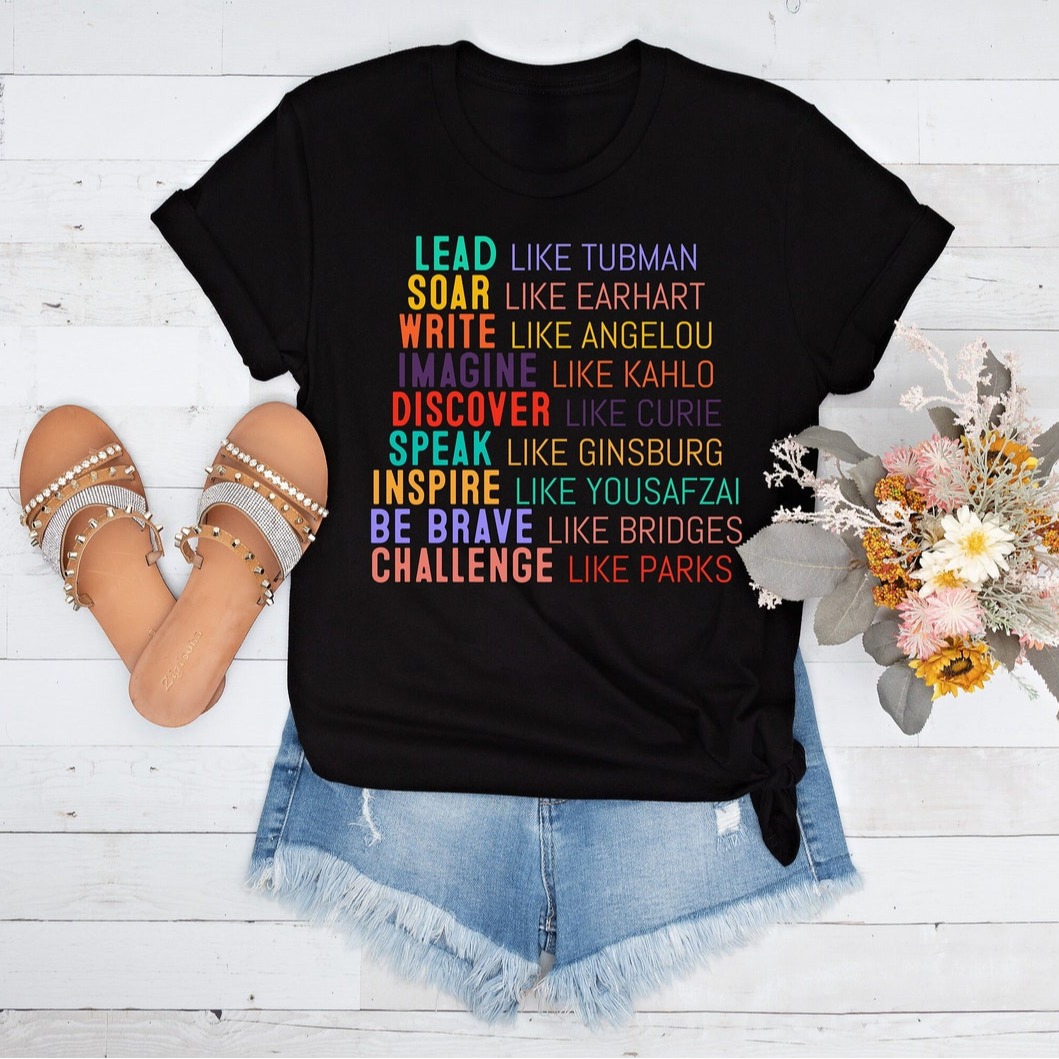 LEAD LIKE TUBMAN
SOAR LIKE EARHART
WRITE LIKE ANGELOU
IMAGINE LIKE KAHLO
DISCOVER LIKE CURIE
SPEAK LIKE GINSBURG
INSPIRE LIKE YOUSAFZAI
BE BRAVE LIKE BRIDGES
CHALLENGE LIKE PARKS